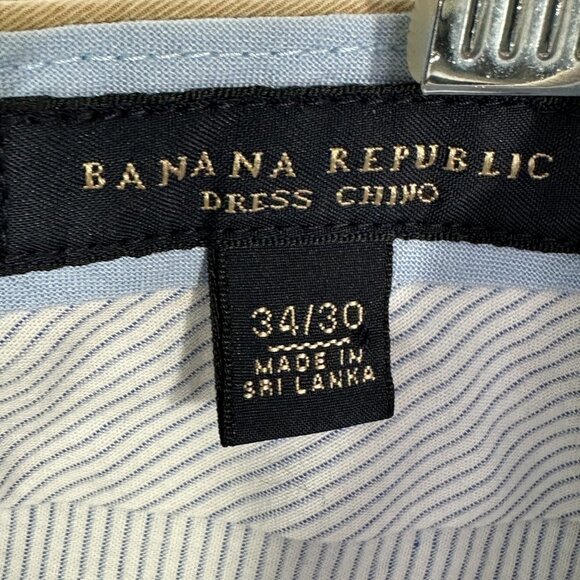 BANANA REPUBLIC
DRESS CHINO
34/30
MADE IN
SRI LANKA